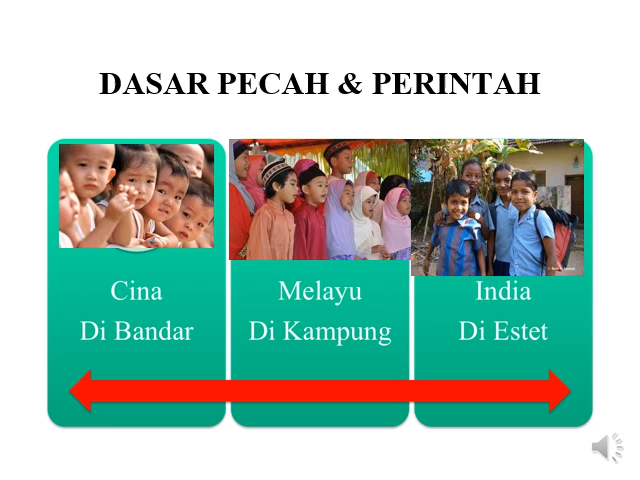 DASAR PECAH & PERINTAH
Cina
Di Bandar
Melayu
Di Kampung
India
Di Estet